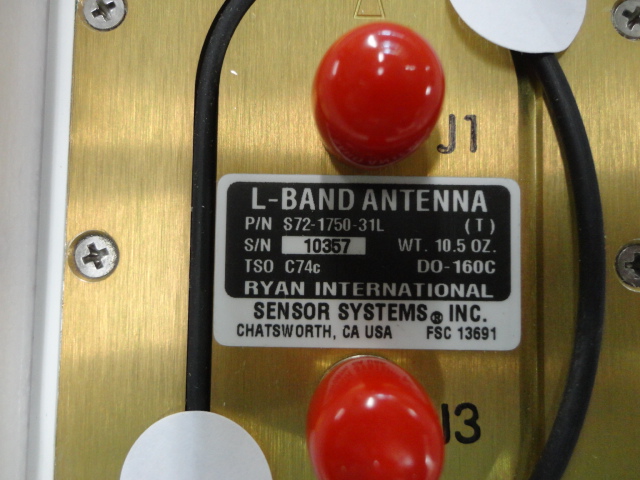 J1
L-BAND ANTENNA
P/N S72-1750-31L (T)
S/N 10357 WT. 10.5 OZ.
TSO C74c DO-160C
RYAN INTERNATIONAL
SENSOR SYSTEMS® INC.
CHATSWORTH, CA USA FSC 13691
J3